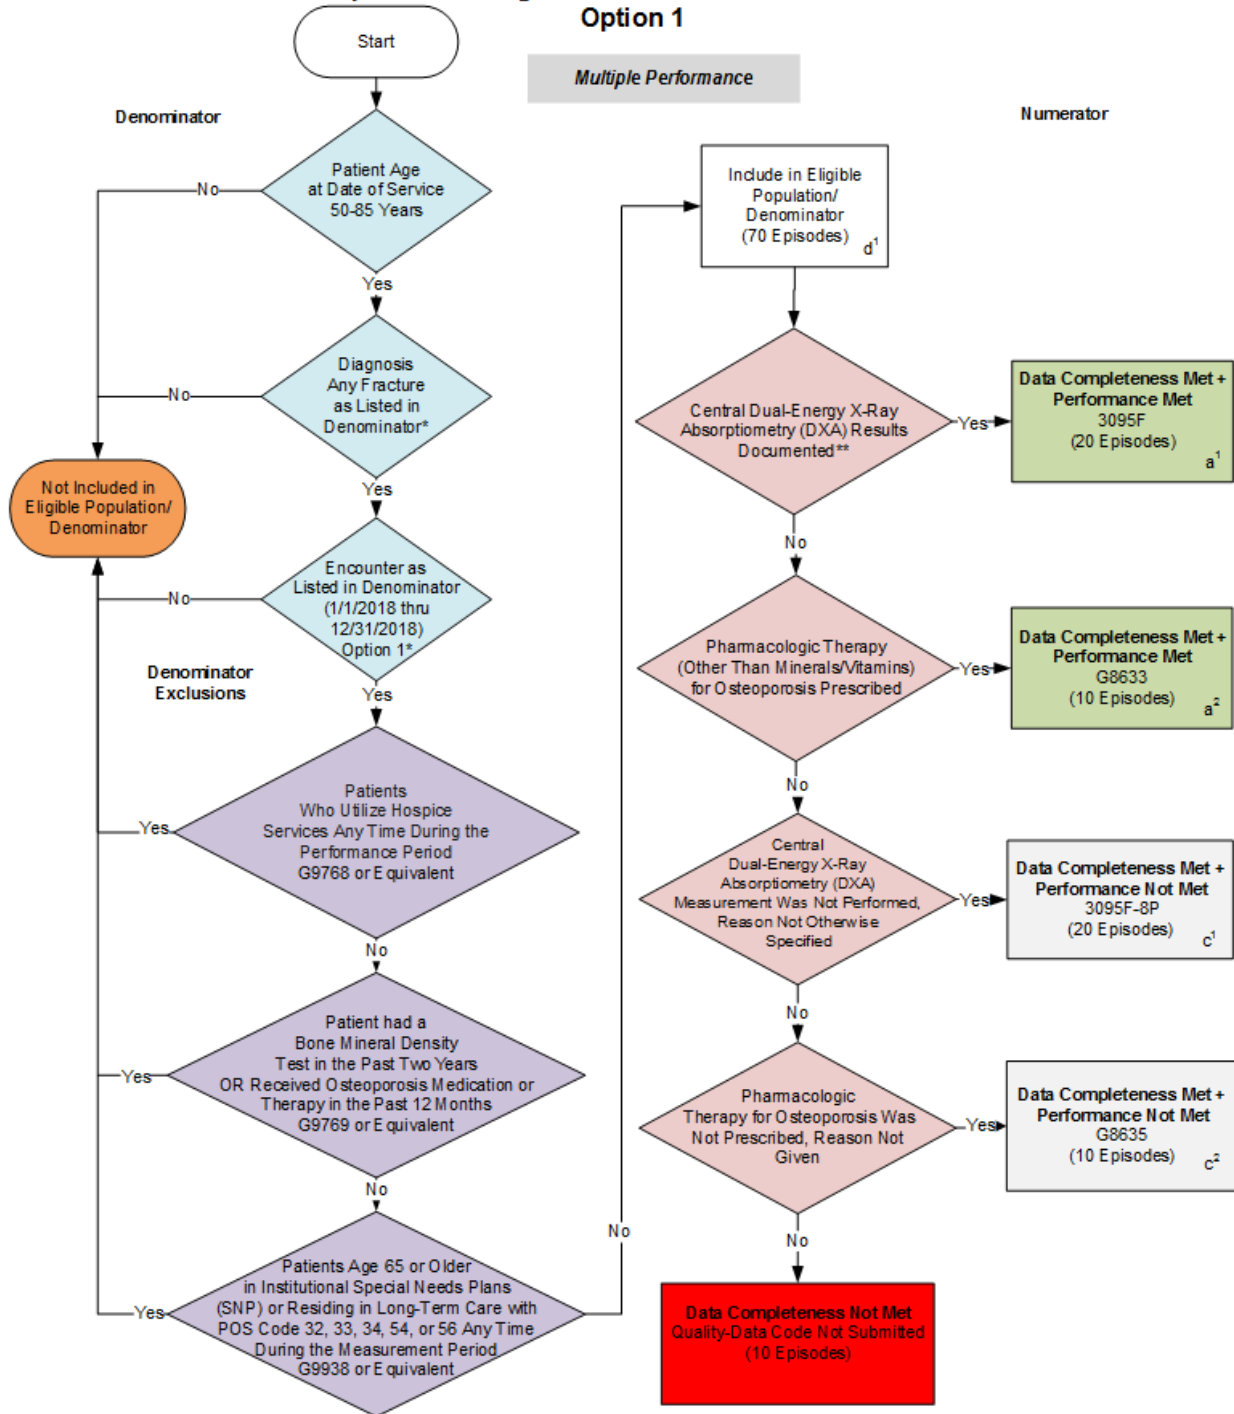 Option 1
Start
Multiple Performance
Denominator
Numerator
Patient Age
at Date of Service
50-85 Years
No
Yes
Diagnosis
Any Fracture
as Listed in
Denominator*
No
Yes
Not Included in
Eligible Population/
Denominator
Encounter as
Listed in Denominator
(1/1/2018 thru
12/31/2018)
Option 1*
No
Yes
Denominator
Exclusions
Patients
Who Utilize Hospice
Services Any Time During the
Performance Period
G9768 or Equivalent
Yes
No
Patient had a
Bone Mineral Density
Test in the Past Two Years
OR Received Osteoporosis Medication or
Therapy in the Past 12 Months
G9769 or Equivalent
Yes
No
Patients Age 65 or Older
in Institutional Special Needs Plans
(SNP) or Residing in Long-Term Care with
POS Code 32, 33, 34, 54, or 56 Any Time
During the Measurement Period
G9938 or Equivalent
Yes
No
Include in Eligible
Population/
Denominator
(70 Episodes)
d¹
Central Dual-Energy X-Ray
Absorptiometry (DXA) Results
Documented**
Yes
No
Data Completeness Met +
Performance Met
3095F
(20 Episodes)
a¹
Pharmacologic Therapy
(Other Than Minerals/Vitamins)
for Osteoporosis Prescribed
Yes
No
Data Completeness Met +
Performance Met
G8633
(10 Episodes)
a²
Central
Dual-Energy X-Ray
Absorptiometry (DXA)
Measurement Was Not Performed,
Reason Not Otherwise
Specified
Yes
No
Data Completeness Met +
Performance Not Met
3095F-8P
(20 Episodes)
c¹
Pharmacologic
Therapy for Osteoporosis Was
Not Prescribed, Reason Not
Given
Yes
No
Data Completeness Met +
Performance Not Met
G8635
(10 Episodes)
c²
Data Completeness Not Met
Quality-Data Code Not Submitted
(10 Episodes)